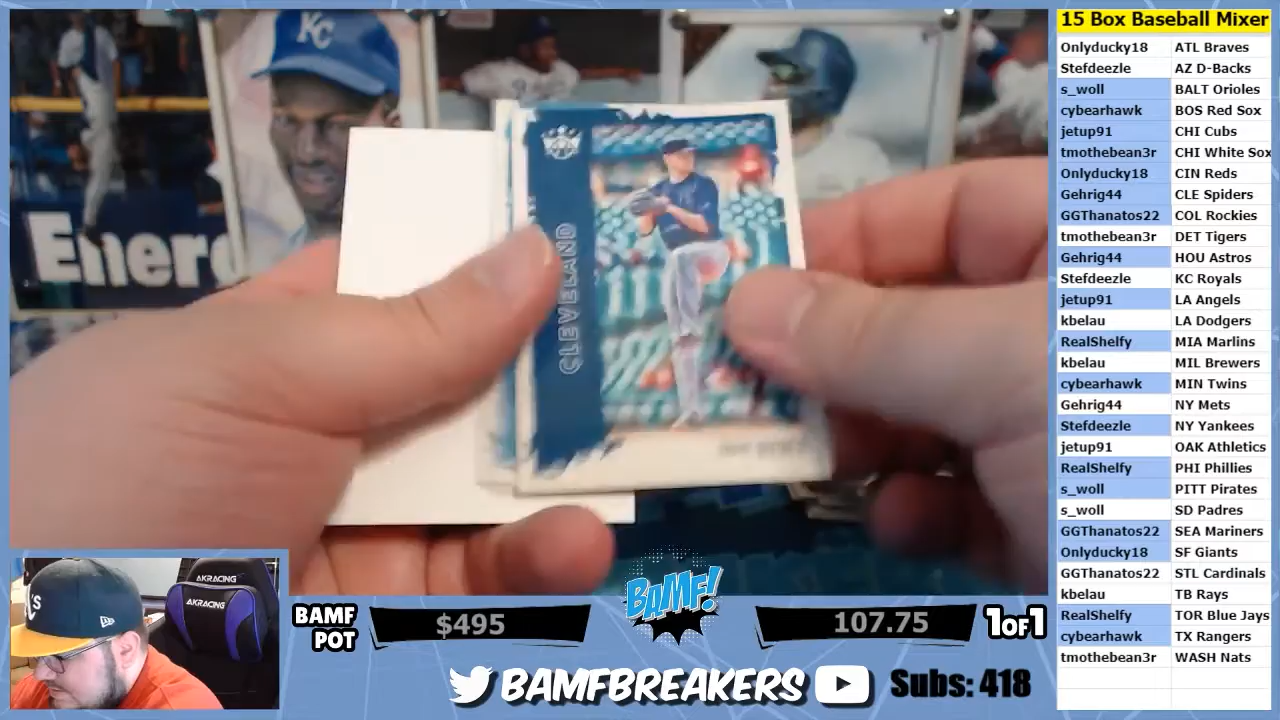 KC
Ener
CLEVELAND
15 Box Baseball Mixer
Onlyducky18 ATL Braves
Stefdeezle AZ D-Backs
s_woll BALT Orioles
cybearhawk BOS Red Sox
jetup91 CHI Cubs
tmothebean3r CHI White Sox
Onlyducky18 CIN Reds
Gehrig44 CLE Spiders
GGThanatos22 COL Rockies
tmothebean3r DET Tigers
Gehrig44 HOU Astros
Stefdeezle KC Royals
jetup91 LA Angels
kbelau LA Dodgers
RealShelfy MIA Marlins
kbelau MIL Brewers
cybearhawk MIN Twins
Gehrig44 NY Mets
Stefdeezle NY Yankees
jetup91 OAK Athletics
RealShelfy PHI Phillies
s_woll PITT Pirates
s_woll SD Padres
GGThanatos22 SEA Mariners
Onlyducky18 SF Giants
GGThanatos22 STL Cardinals
kbelau TB Rays
RealShelfy TOR Blue Jays
cybearhawk TX Rangers
tmothebean3r WASH Nats
AKRACING
AKRACING
BAMF
POT
$495
BAMF!
107.75
1OF1
BAMFBREAKERS
Subs: 418